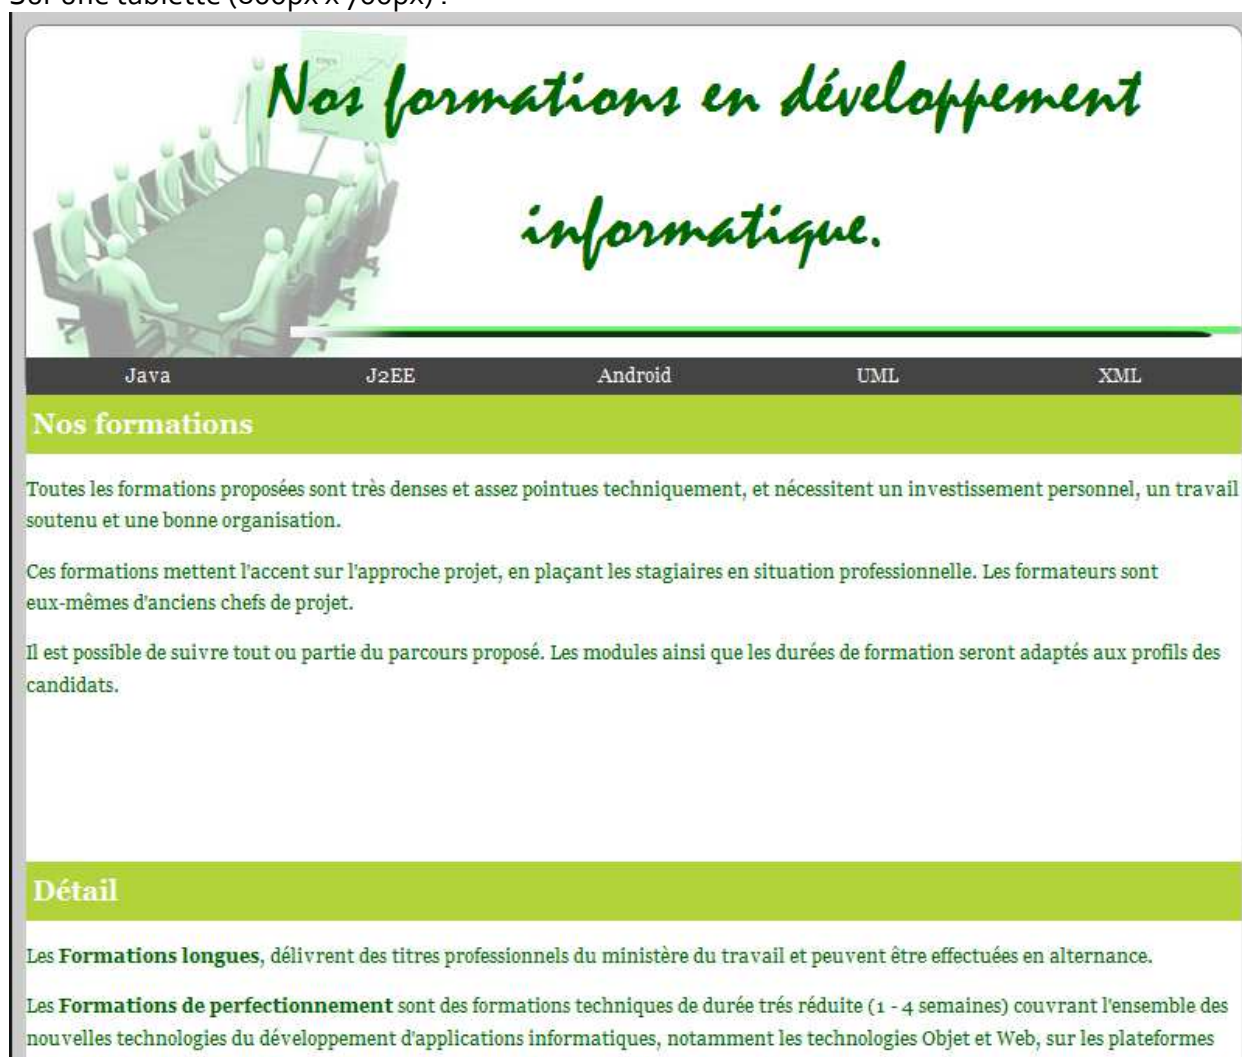 Sur une tablette (800px x 700px) :
Nos formations en développement
informatique.
Java J2EE Android UML XML
Nos formations
Toutes les formations proposées sont très denses et assez pointues techniquement, et nécessitent un investissement personnel, un travail
soutenu et une bonne organisation.
Ces formations mettent l'accent sur l'approche projet, en plaçant les stagiaires en situation professionnelle. Les formateurs sont
eux-mêmes d'anciens chefs de projet.
Il est possible de suivre tout ou partie du parcours proposé. Les modules ainsi que les durées de formation seront adaptés aux profils des
candidats.
Détail
Les Formations longues, délivrent des titres professionnels du ministère du travail et peuvent être effectuées en alternance.
Les Formations de perfectionnement sont des formations techniques de durée trés réduite (1 - 4 semaines) couvrant l'ensemble des
nouvelles technologies du développement d'applications informatiques, notamment les technologies Objet et Web, sur les plateformes